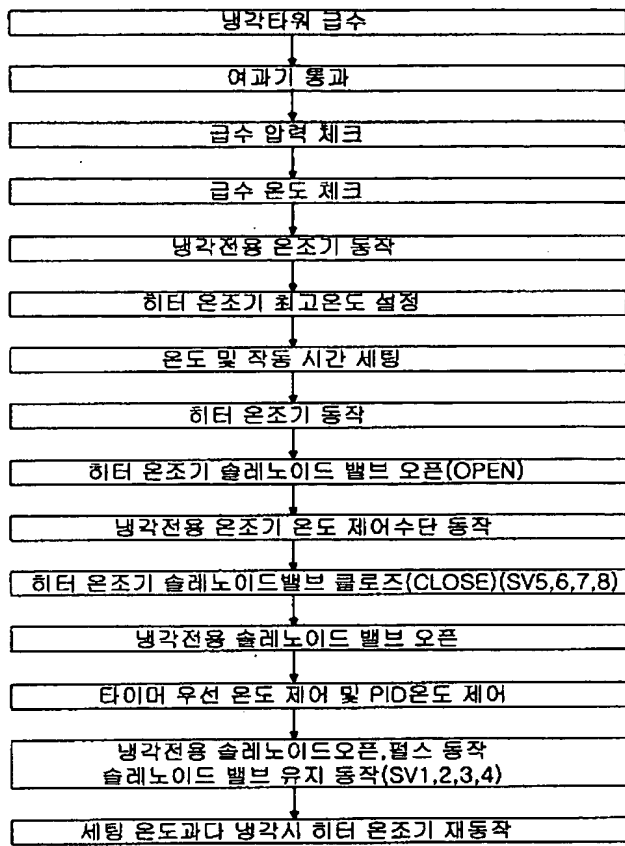 냉각타워 급수
여과기 통과
급수 압력 체크
급수 온도 체크
냉각전용 온조기 동작
히터 온조기 최고온도 설정
온도 및 작동 시간 세팅
히터 온조기 동작
히터 온조기 솔레노이드 밸브 오픈(OPEN)
냉각전용 온조기 온도 제어수단 동작
히터 온조기 솔레노이드밸브 클로즈(CLOSE)(SV5,6,7,8)
냉각전용 솔레노이드 밸브 오픈
타이머 우선 온도 제어 및 PID온도 제어
냉각전용 솔레노이드오픈,펄스 동작
솔레노이드 밸브 유지 동작(SV1,2,3,4)
세팅 온도과다 냉각시 히터 온조기 재동작